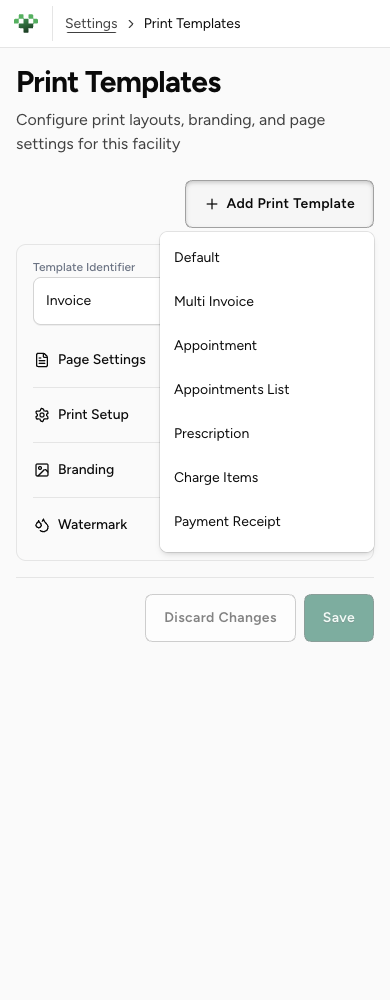 Settings > Print Templates
Print Templates
Configure print layouts, branding, and page
settings for this facility
+ Add Print Template
Default
Multi Invoice
Appointment
Appointments List
Prescription
Charge Items
Payment Receipt
Template Identifier
Invoice
Page Settings
Print Setup
Branding
Watermark
Discard Changes
Save